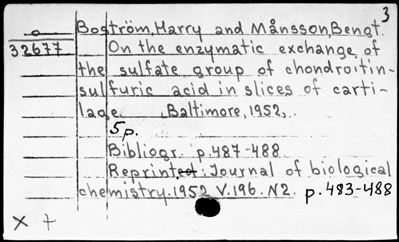 3
o Boström, Harry and Månsson, Bengt.
32677 On the enzymatic exchange of
the sulfate group of chondroitin-
sulfuric acid in slices of carti-
lage. Baltimore, 1952,.
5p.
Bibliogr. p.487-488
Reprinted: Journal of biological
chemistry. 1952 V.196. N2. p. 483-488
x +